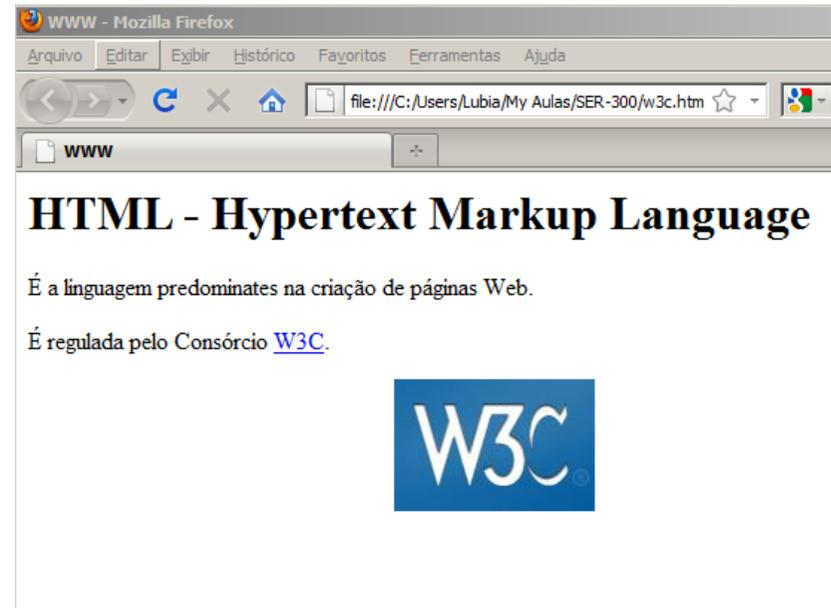 WWW - Mozilla Firefox
Arquivo Editar Exibir Histórico Favoritos Ferramentas Ajuda
file:///C:/Users/Lubia/My Aulas/SER-300/w3c.htm
WWW
HTML - Hypertext Markup Language
É a linguagem predominates na criação de páginas Web.
É regulada pelo Consórcio W3C.
W3C®